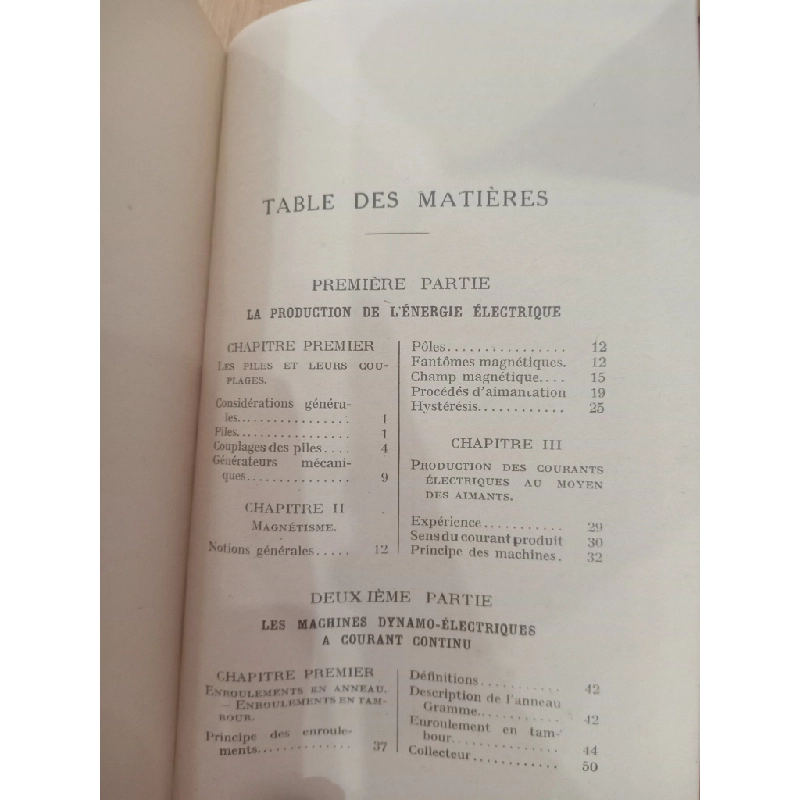 TABLE DES MATIÈRES
PREMIÈRE PARTIE
LA PRODUCTION DE L'ÉNERGIE ÉLECTRIQUE
CHAPITRE PREMIER
LES PILES ET LEURS COU-
PLAGES.
Considérations généra-
les................ 1
Piles................ 1
Couplages des piles.... 4
Générateurs mécani-
ques............... 9
CHAPITRE II
MAGNÉTISME.
Notions générales..... 12
Pôles................ 12
Fantômes magnétiques. 12
Champ magnétique.... 15
Procédés d'aimantation 19
Hystérésis............ 25
CHAPITRE III
PRODUCTION DES COURANTS
ÉLECTRIQUES AU MOYEN
DES AIMANTS.
Expérience........... 29
Sens du courant produit 30
Principe des machines. 32
DEUXIÈME PARTIE
LES MACHINES DYNAMO-ÉLECTRIQUES
A COURANT CONTINU
CHAPITRE PREMIER
ENROULEMENTS EN ANNEAU.
— ENROULEMENTS EN TAM-
BOUR.
Principe des enroule-
ments.............. 37
Définitions........... 42
Description de l'anneau
Gramme........... 42
Enroulement en tam-
bour.............. 44
Collecteur............ 50